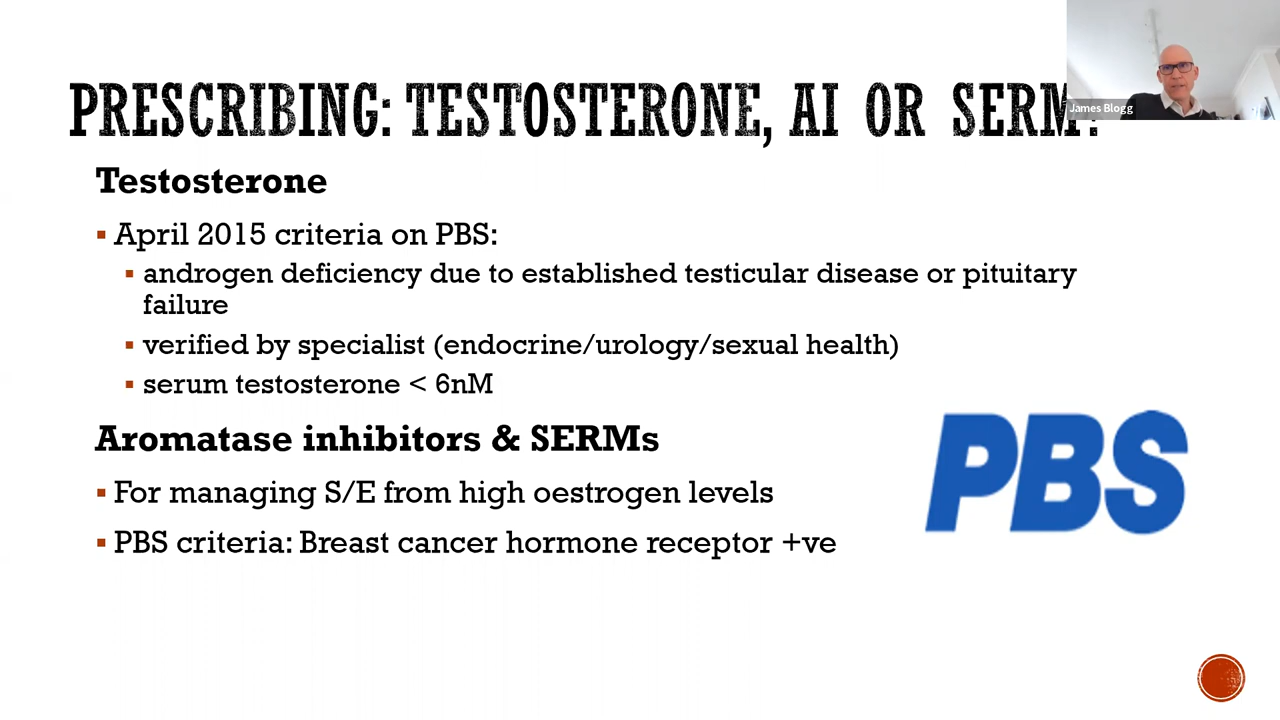 PRESCRIBING: TESTOSTERONE, AI OR SERM?
James Blogg
Testosterone
April 2015 criteria on PBS:
androgen deficiency due to established testicular disease or pituitary
failure
verified by specialist (endocrine/urology/sexual health)
serum testosterone < 6nM
Aromatase inhibitors & SERMs
For managing S/E from high oestrogen levels
PBS criteria: Breast cancer hormone receptor +ve
PBS